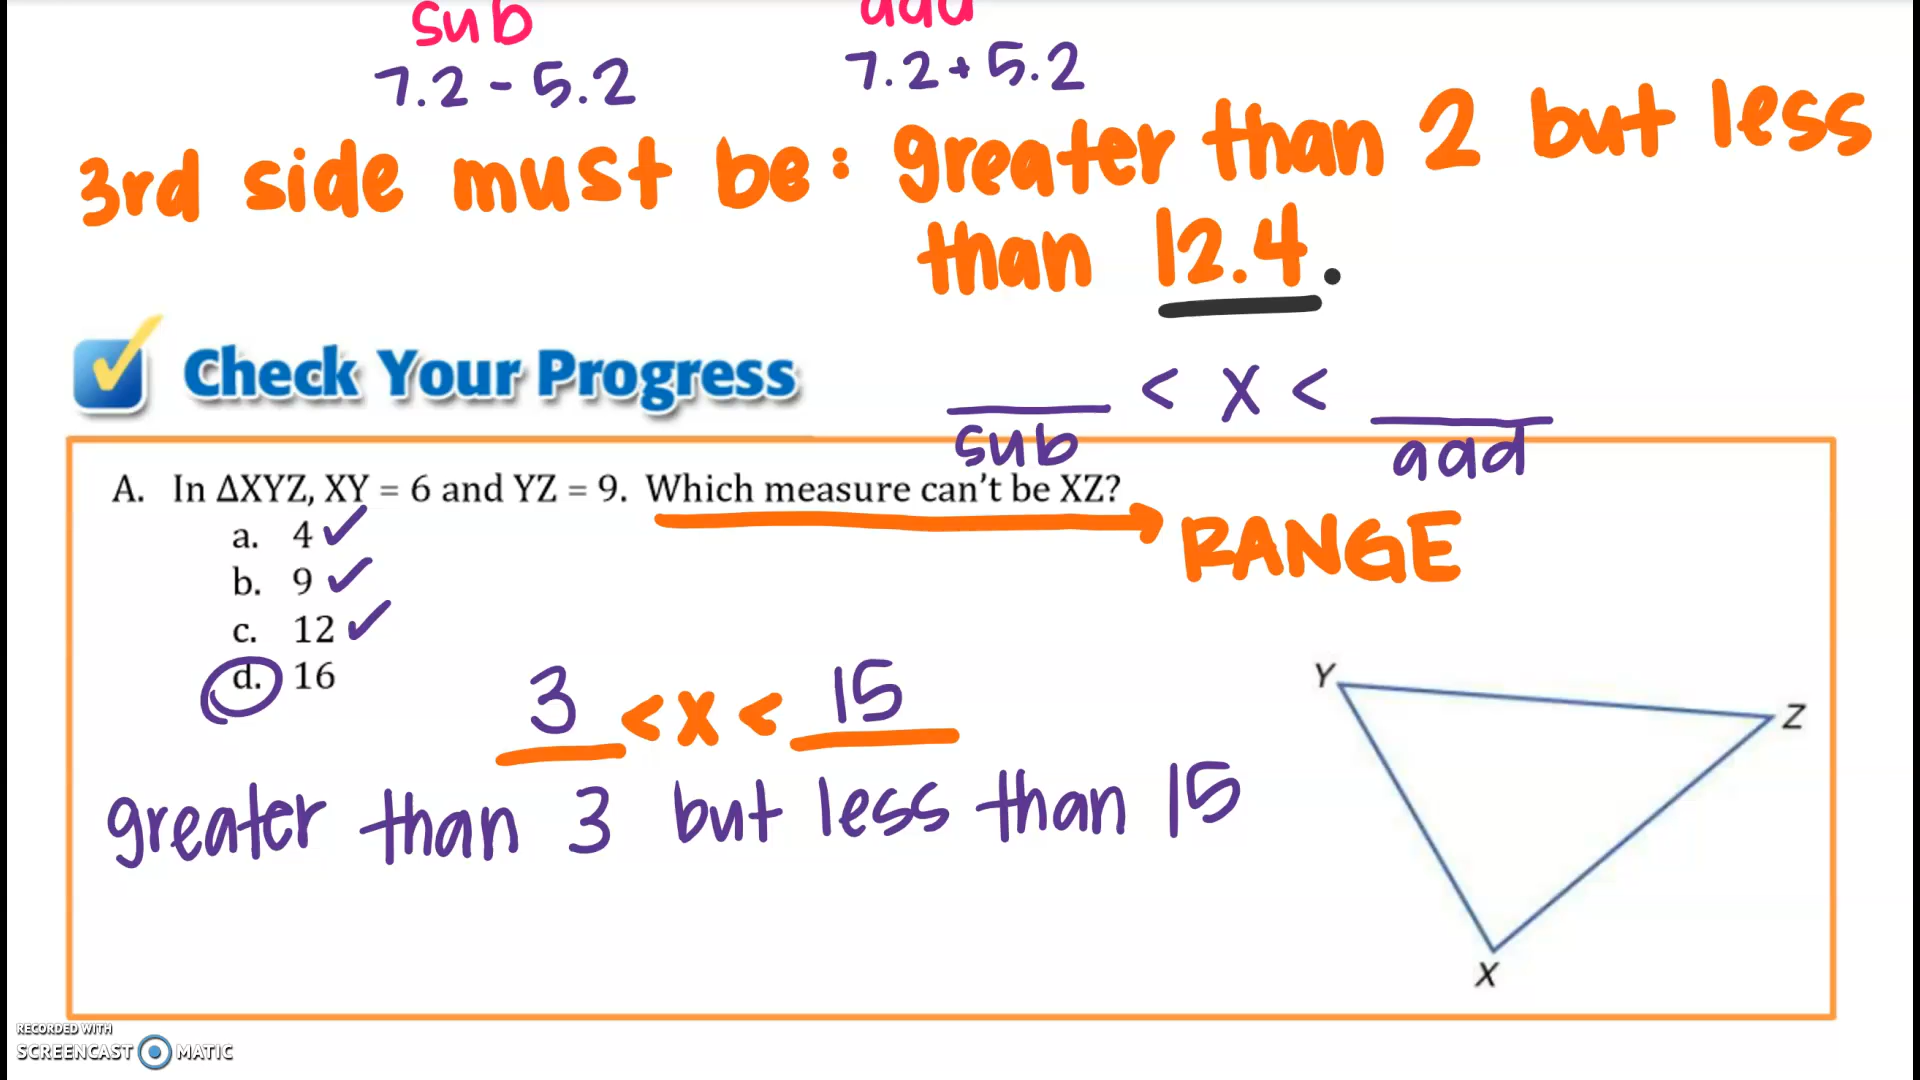 sub add
7.2 - 5.2 7.2 + 5.2
3rd side must be: greater than 2 but less
than 12.4.
Check Your Progress
___ < x < ___
sub add
A. In ΔXYZ, XY = 6 and YZ = 9. Which measure can't be XZ?
a. 4 ✓
RANGE
b. 9 ✓
c. 12 ✓
d. 16
3 < x < 15
greater than 3 but less than 15
Y
Z
X
RECORDED WITH
SCREENCAST MATIC